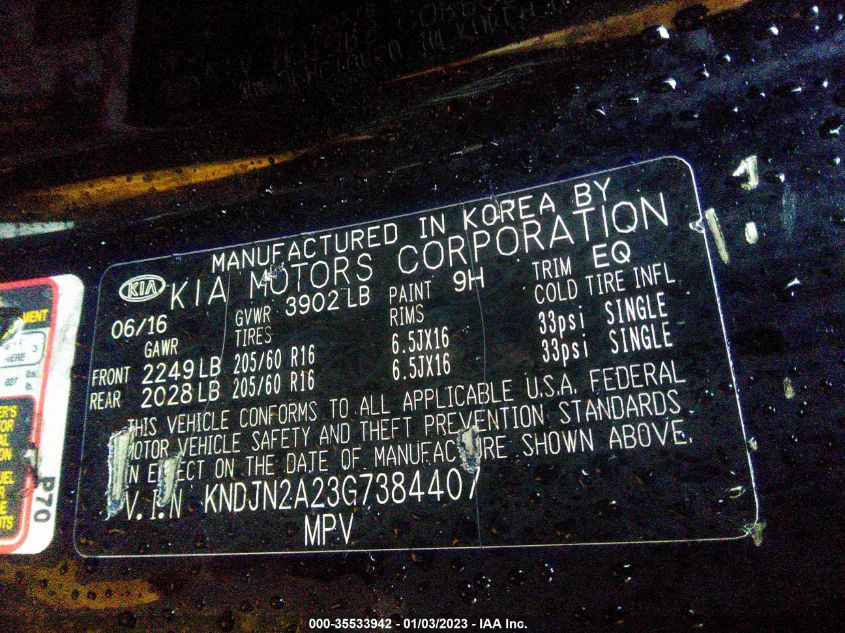 MANUFACTURED IN KOREA BY
KIA KIA MOTORS CORPORATION
06/16 GVWR 3902 LB PAINT 9H TRIM EQ
GAWR TIRES RIMS COLD TIRE INFL
FRONT 2249 LB 205/60 R16 6.5JX16 33psi SINGLE
REAR 2028 LB 205/60 R16 6.5JX16 33psi SINGLE
THIS VEHICLE CONFORMS TO ALL APPLICABLE U.S.A. FEDERAL
MOTOR VEHICLE SAFETY AND THEFT PREVENTION STANDARDS
IN EFFECT ON THE DATE OF MANUFACTURE SHOWN ABOVE.
V.I.N KNDJN2A23G7384407
MPV
P70
000-35533942 - 01/03/2023 - IAA Inc.